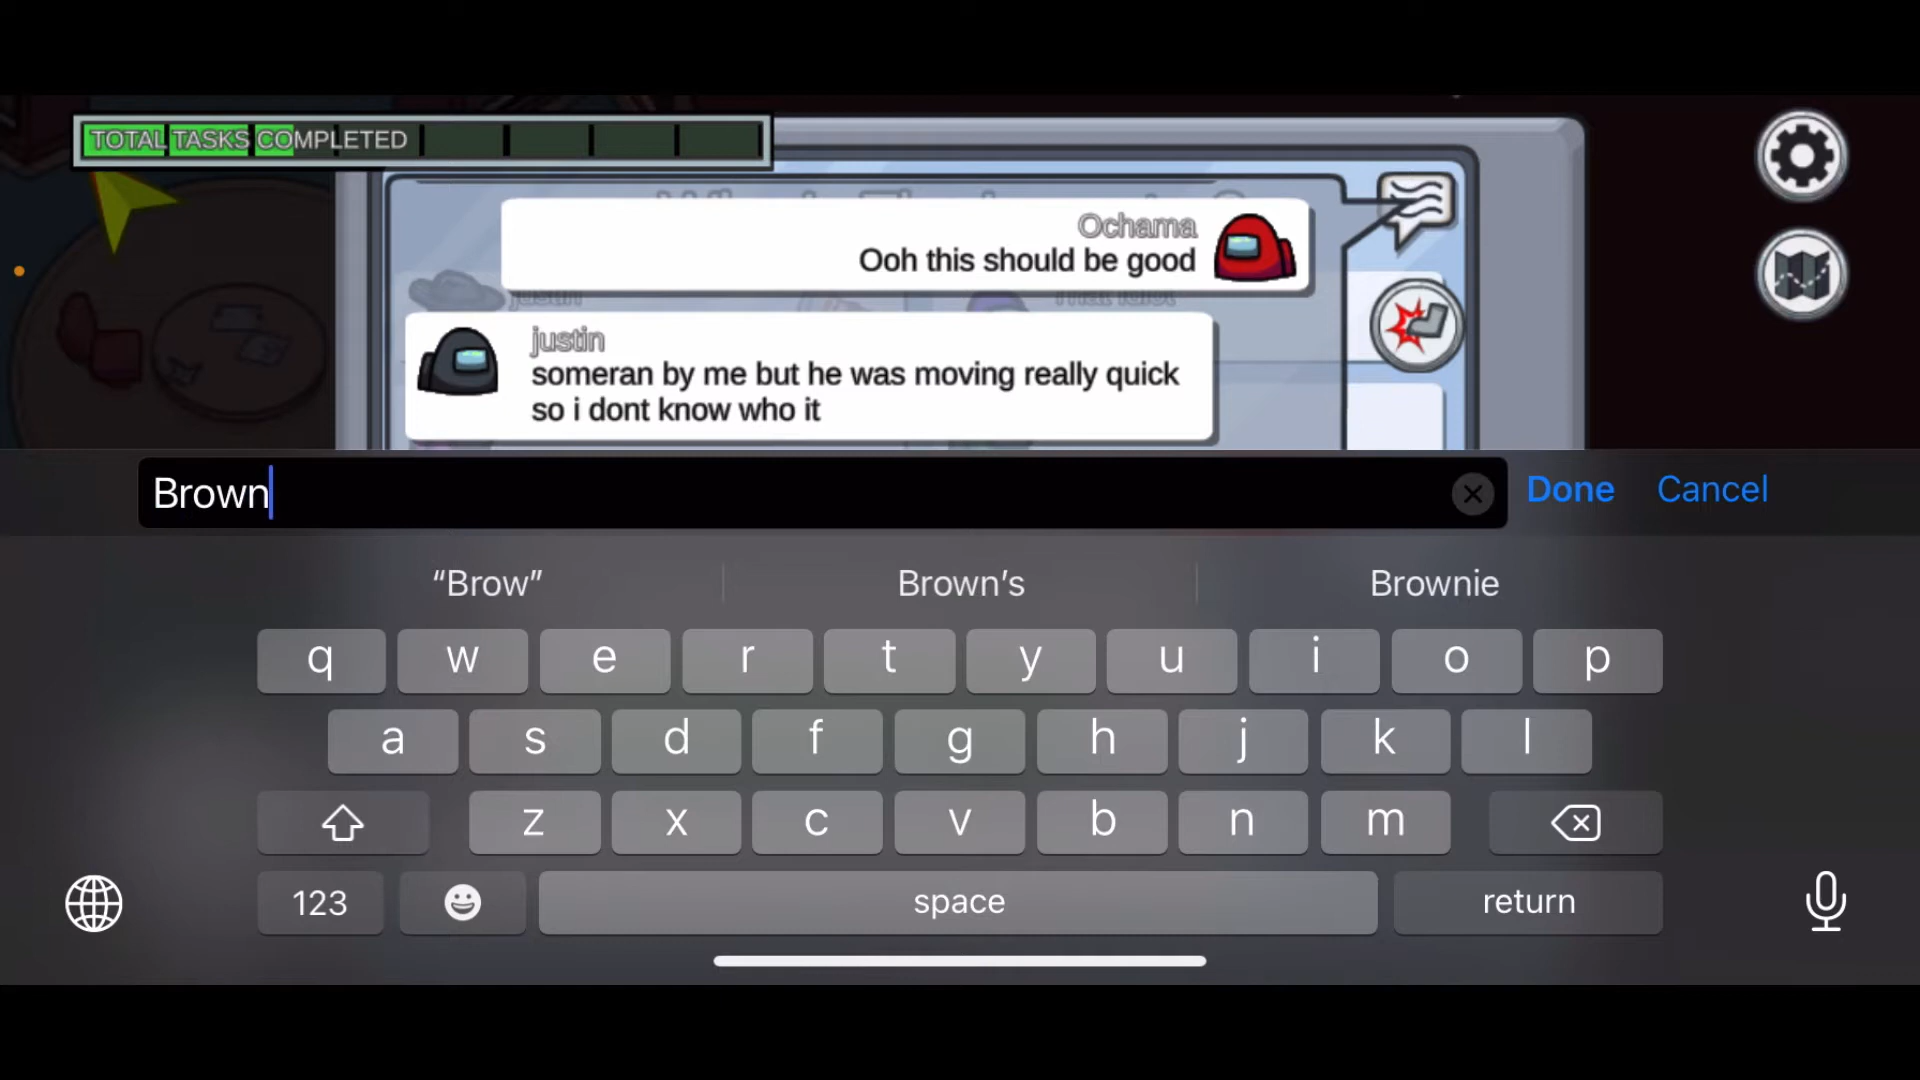 TOTAL TASKS COMPLETED
Ochama
Ooh this should be good
justin
justin
someran by me but he was moving really quick
so i dont know who it
Brown
Done
Cancel
“Brow”
Brown’s
Brownie
q w e r t y u i o p
a s d f g h j k l
z x c v b n m
123
space
return